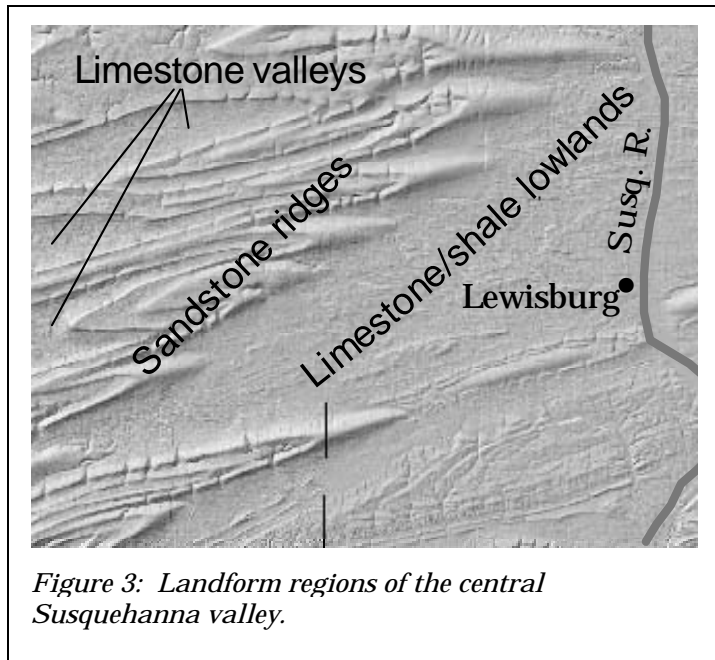 Limestone valleys
Sandstone ridges
Limestone/shale lowlands
Susq. R.
Lewisburg
Figure 3: Landform regions of the central
Susquehanna valley.